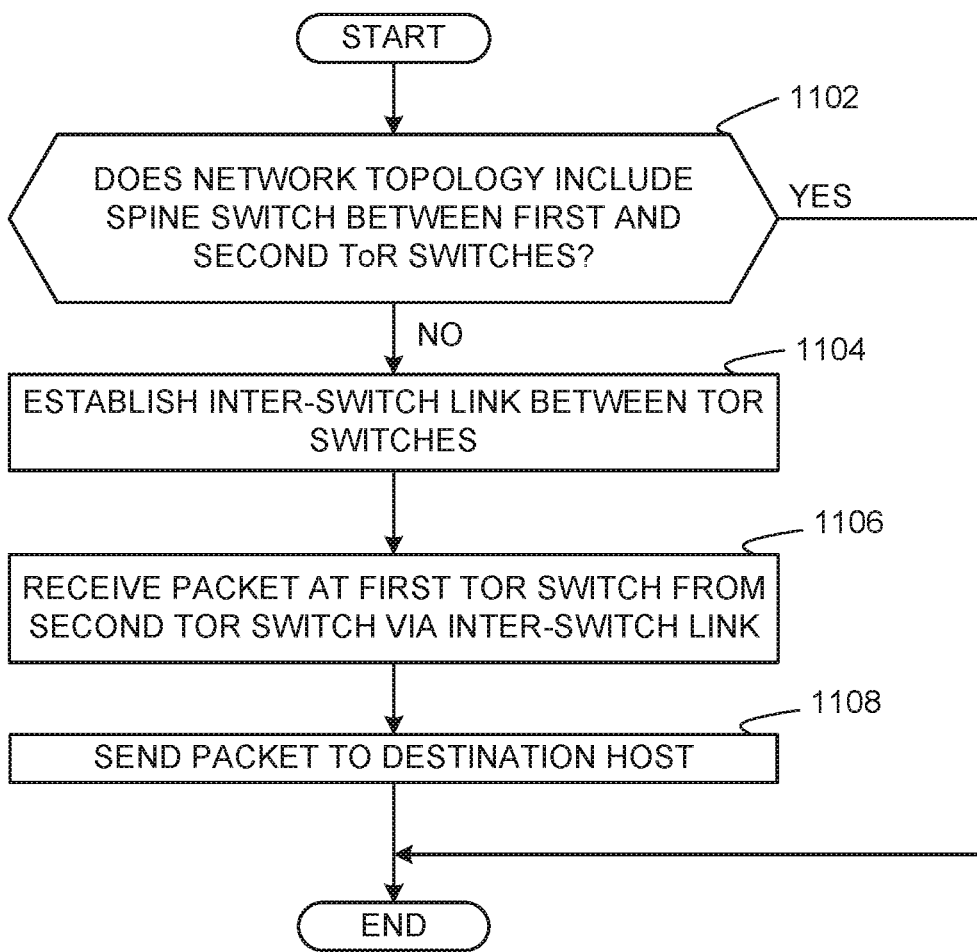 START
1102
DOES NETWORK TOPOLOGY INCLUDE
SPINE SWITCH BETWEEN FIRST AND
SECOND ToR SWITCHES?
YES
NO
1104
ESTABLISH INTER-SWITCH LINK BETWEEN TOR
SWITCHES
1106
RECEIVE PACKET AT FIRST TOR SWITCH FROM
SECOND TOR SWITCH VIA INTER-SWITCH LINK
1108
SEND PACKET TO DESTINATION HOST
END